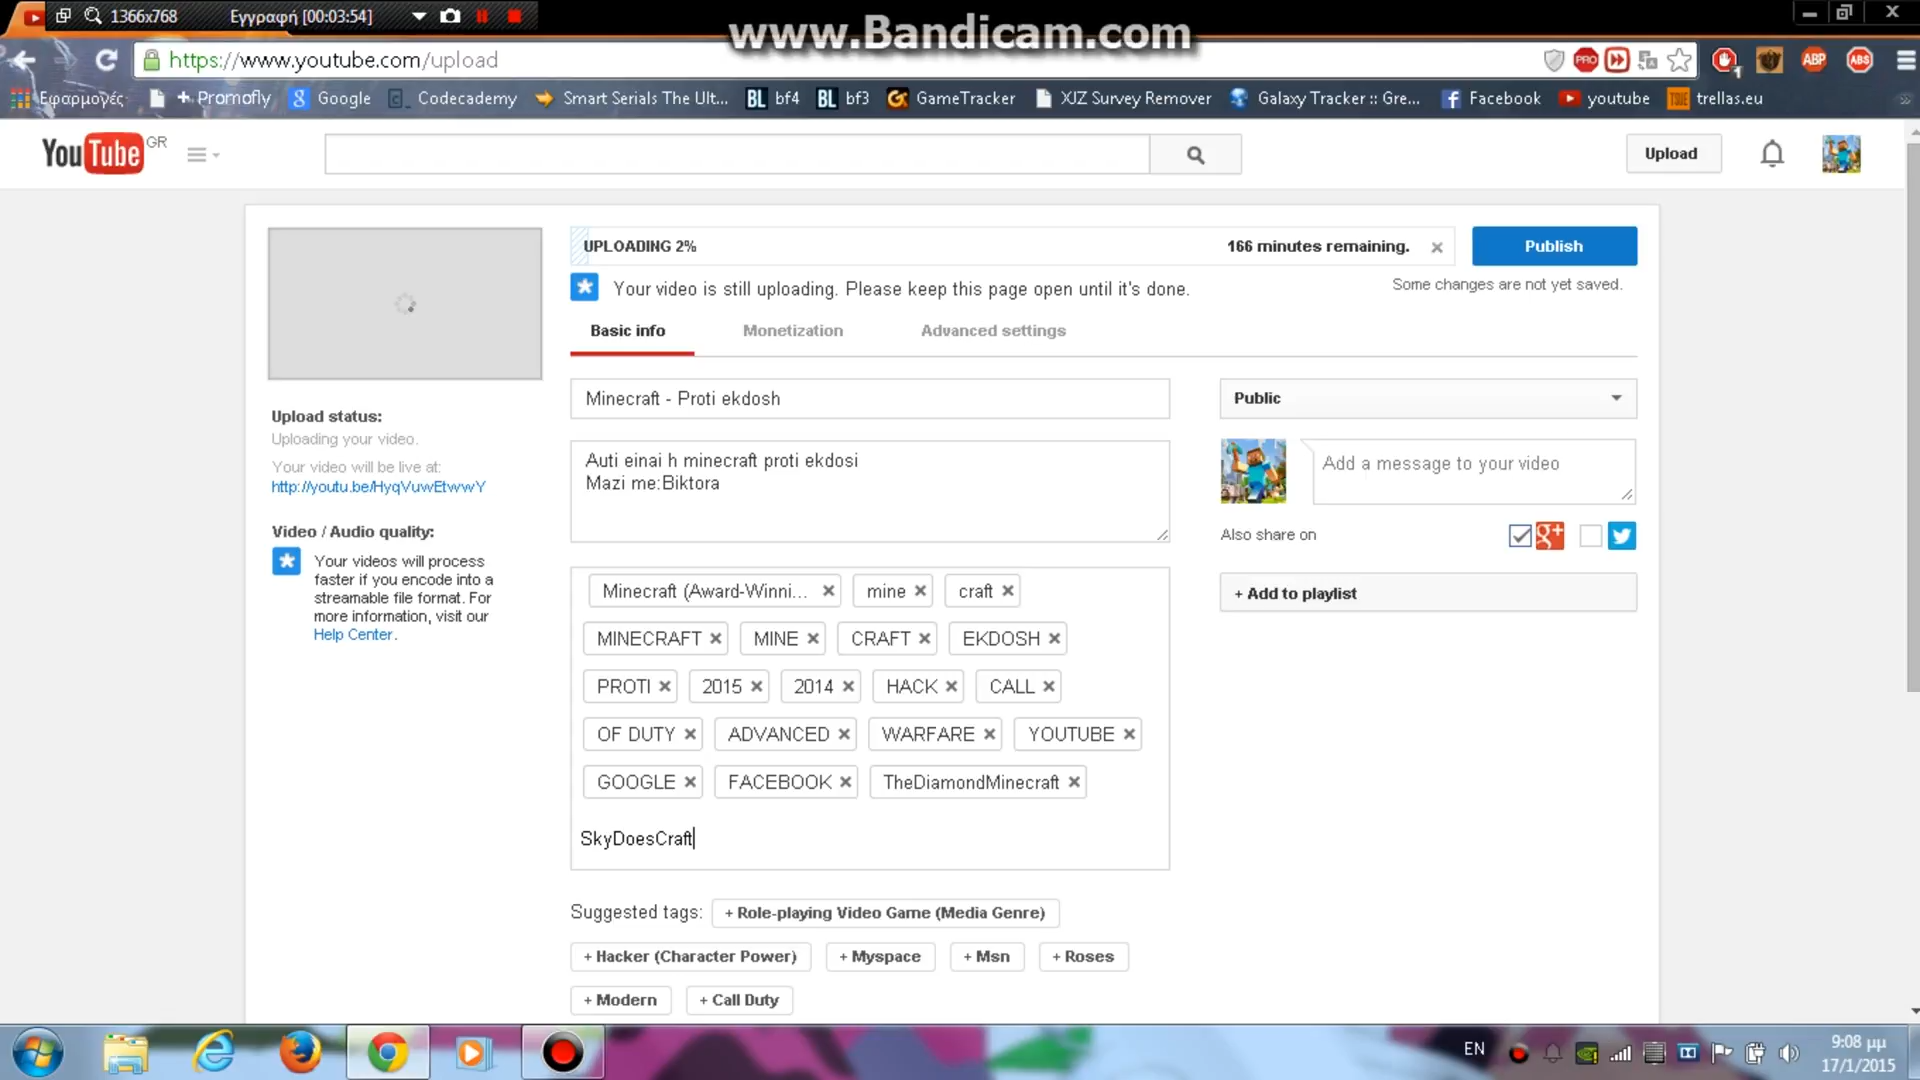 1366x768 Εγγραφή [00:03:54]
www.Bandicam.com
https://www.youtube.com/upload
PRO 1 ABP ABS
Εφαρμογές + Promofly Google Codecademy Smart Serials The Ult... BL bf4 BL bf3 GameTracker XJZ Survey Remover Galaxy Tracker :: Gre... Facebook youtube trellas.eu
YouTube GR
Upload
UPLOADING 2% 166 minutes remaining. Publish
Your video is still uploading. Please keep this page open until it's done. Some changes are not yet saved.
Basic info Monetization Advanced settings
Minecraft - Proti ekdosh
Public
Upload status:
Uploading your video.
Your video will be live at:
http://youtu.be/HyqVuwEtwwY
Auti einai h minecraft proti ekdosi
Mazi me:Biktora
Add a message to your video
Also share on g+
Video / Audio quality:
Your videos will process
faster if you encode into a
streamable file format. For
more information, visit our
Help Center.
Minecraft (Award-Winni... mine craft
MINECRAFT MINE CRAFT EKDOSH
PROTI 2015 2014 HACK CALL
OF DUTY ADVANCED WARFARE YOUTUBE
GOOGLE FACEBOOK TheDiamondMinecraft
SkyDoesCraft
+ Add to playlist
Suggested tags: + Role-playing Video Game (Media Genre)
+ Hacker (Character Power) + Myspace + Msn + Roses
+ Modern + Call Duty
EN 9:08 μμ
17/1/2015